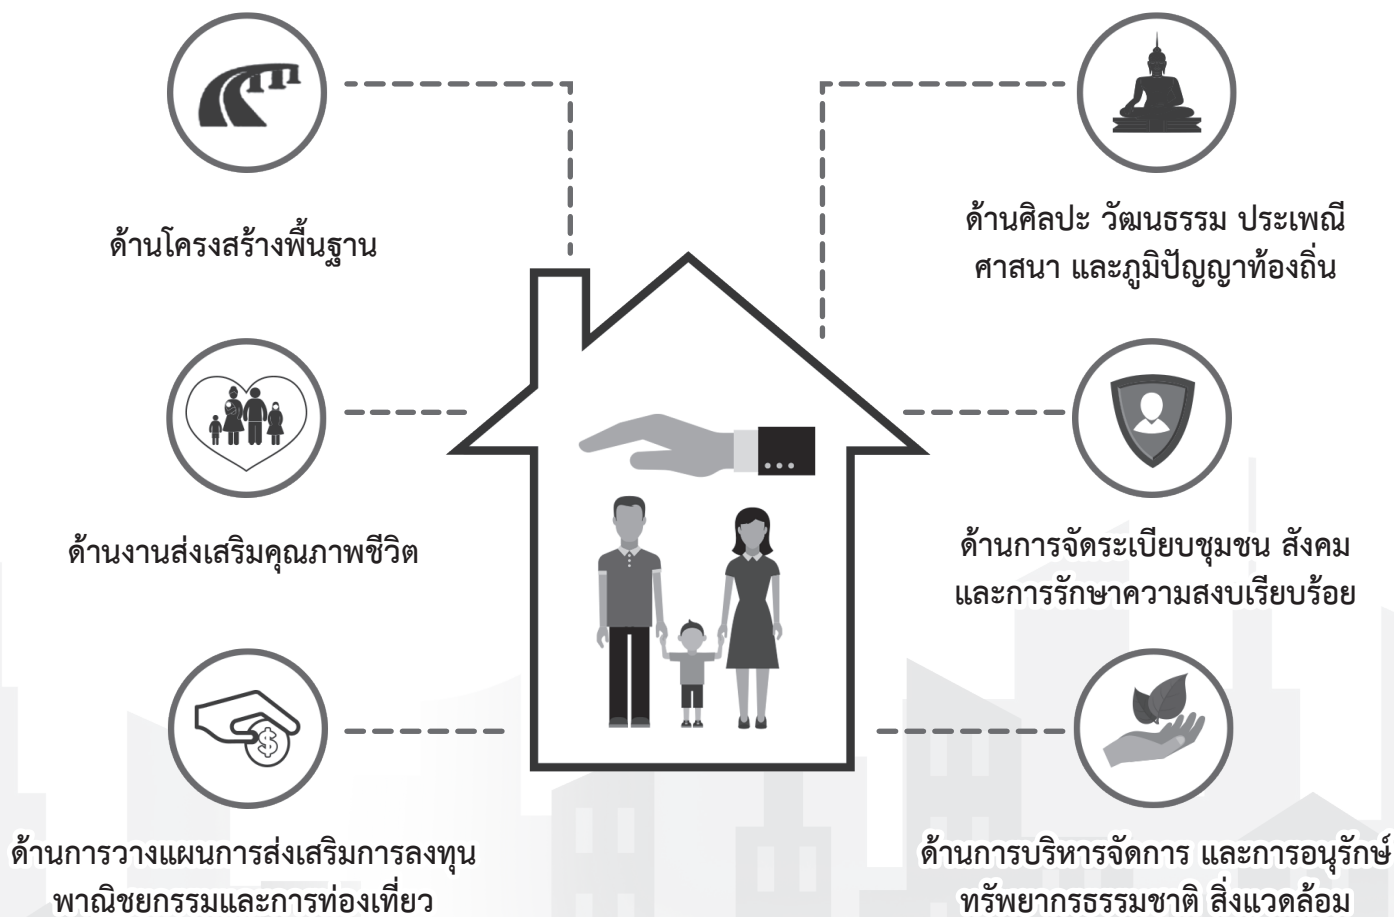 ด้านโครงสร้างพื้นฐาน
ด้านศิลปะ วัฒนธรรม ประเพณี
ศาสนา และภูมิปัญญาท้องถิ่น
ด้านงานส่งเสริมคุณภาพชีวิต
ด้านการจัดระเบียบชุมชน สังคม
และการรักษาความสงบเรียบร้อย
$
ด้านการวางแผนการส่งเสริมการลงทุน
พาณิชยกรรมและการท่องเที่ยว
ด้านการบริหารจัดการ และการอนุรักษ์
ทรัพยากรธรรมชาติ สิ่งแวดล้อม